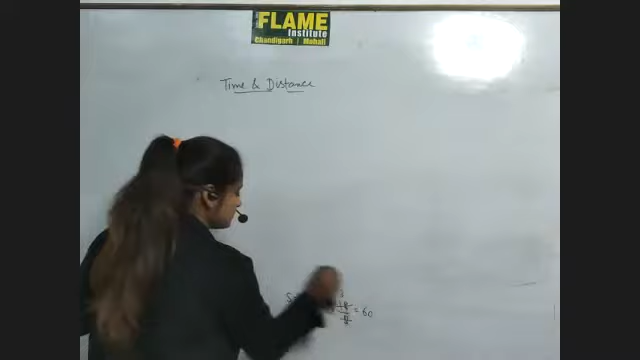 FLAME
Institute
Chandigarh | Mohali
Time & Distance
= 60